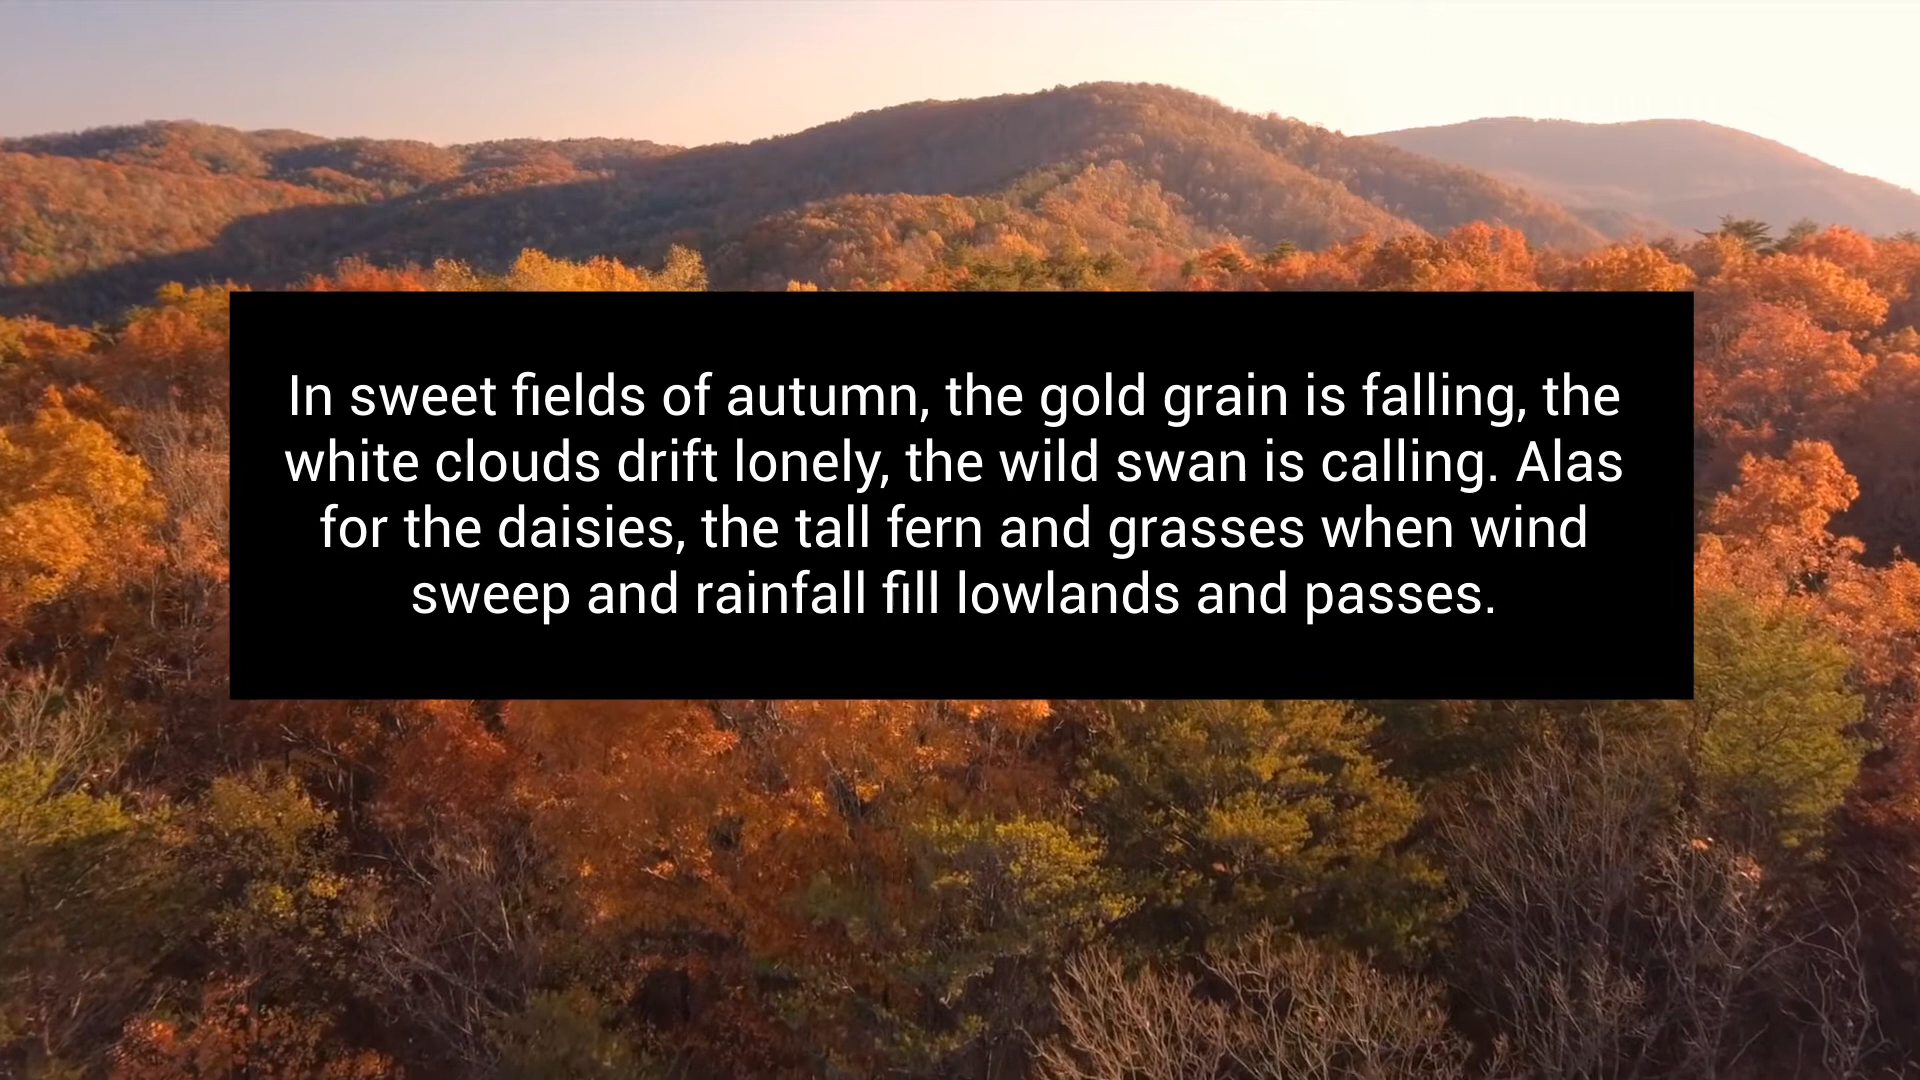 In sweet fields of autumn, the gold grain is falling, the
white clouds drift lonely, the wild swan is calling. Alas
for the daisies, the tall fern and grasses when wind
sweep and rainfall fill lowlands and passes.